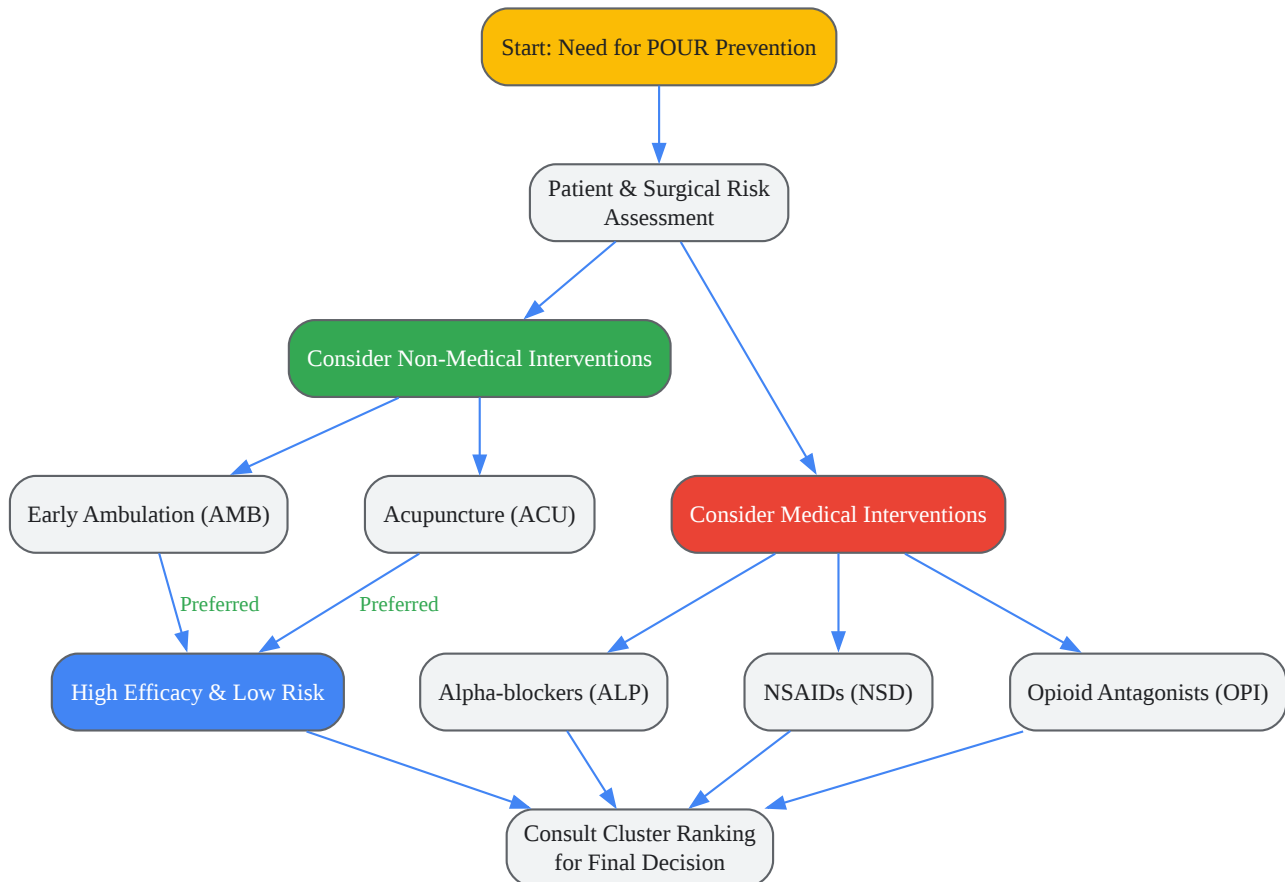 Start: Need for POUR Prevention
Patient & Surgical Risk
Assessment
Consider Non-Medical Interventions
Early Ambulation (AMB)
Acupuncture (ACU)
Consider Medical Interventions
Preferred
Preferred
High Efficacy & Low Risk
Alpha-blockers (ALP)
NSAIDs (NSD)
Opioid Antagonists (OPI)
Consult Cluster Ranking
for Final Decision